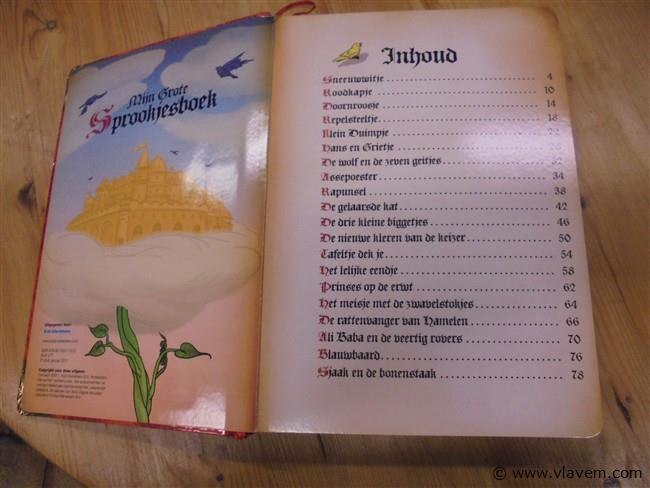 Mijn Grote
Sprookjesboek
Inhoud
Sneeuwwitje 4
Roodkapje 10
Doornroosje 14
Repelsteeltje 18
Klein Duimpje 22
Hans en Grietje
De wolf en de zeven geitjes
Assepoester 34
Rapunsel 38
De gelaarsde kat 42
De drie kleine biggetjes 46
De nieuwe kleren van de keizer 50
Tafeltje dek je 54
Het lelijke eendje 58
Prinses op de erwt 62
Het meisje met de zwavelstokjes 64
De rattenvanger van Hamelen 66
Ali Baba en de veertig rovers 70
Blauwbaard 76
Sjaak en de bonenstaak 78
© www.vlavem.com